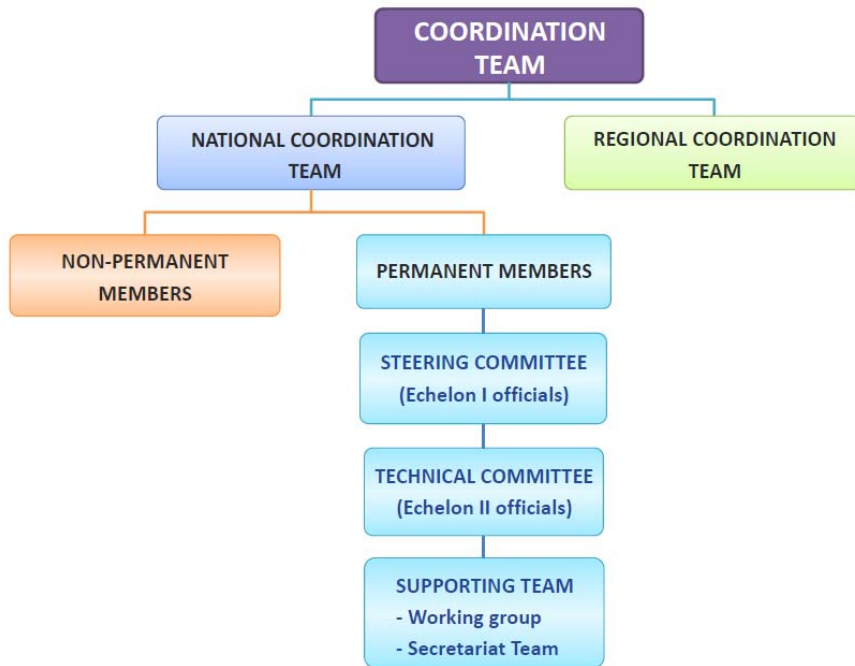 COORDINATION
TEAM
NATIONAL COORDINATION
TEAM
REGIONAL COORDINATION
TEAM
NON-PERMANENT
MEMBERS
PERMANENT MEMBERS
STEERING COMMITTEE
(Echelon I officials)
TECHNICAL COMMITTEE
(Echelon II officials)
SUPPORTING TEAM
- Working group
- Secretariat Team